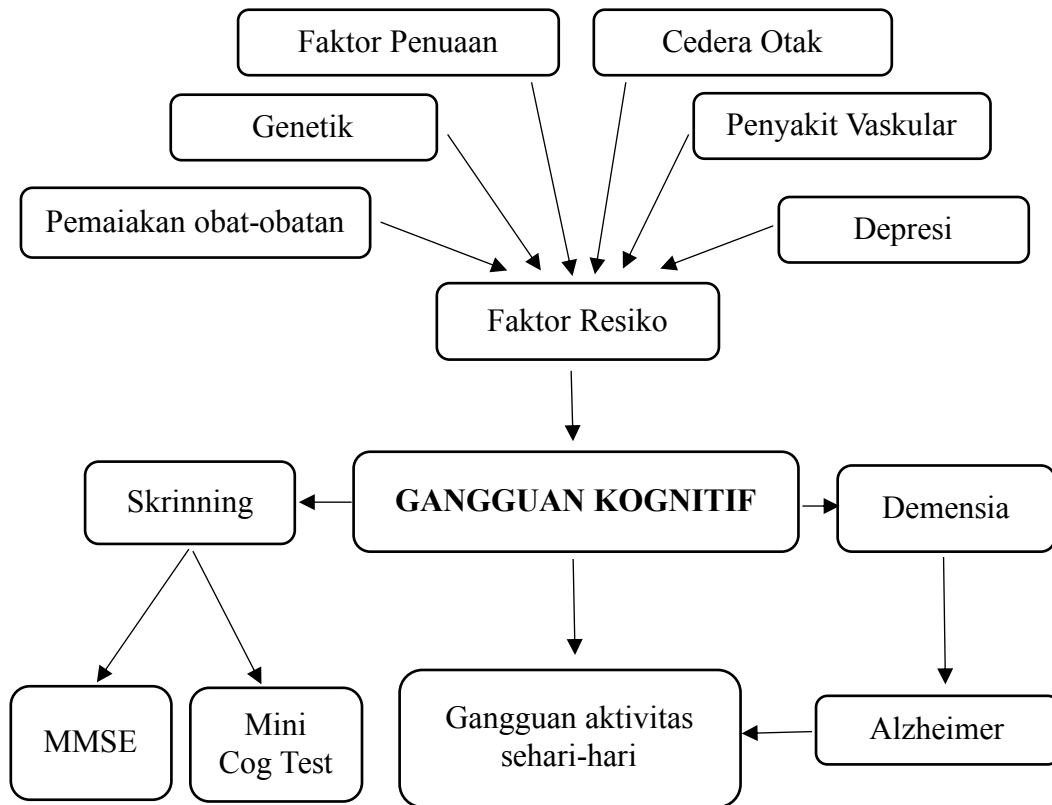 Faktor Penuaan
Cedera Otak
Genetik
Penyakit Vaskular
Pemaiakan obat-obatan
Depresi
Faktor Resiko
Skrinning
GANGGUAN KOGNITIF
Demensia
MMSE
Mini
Cog Test
Gangguan aktivitas
sehari-hari
Alzheimer